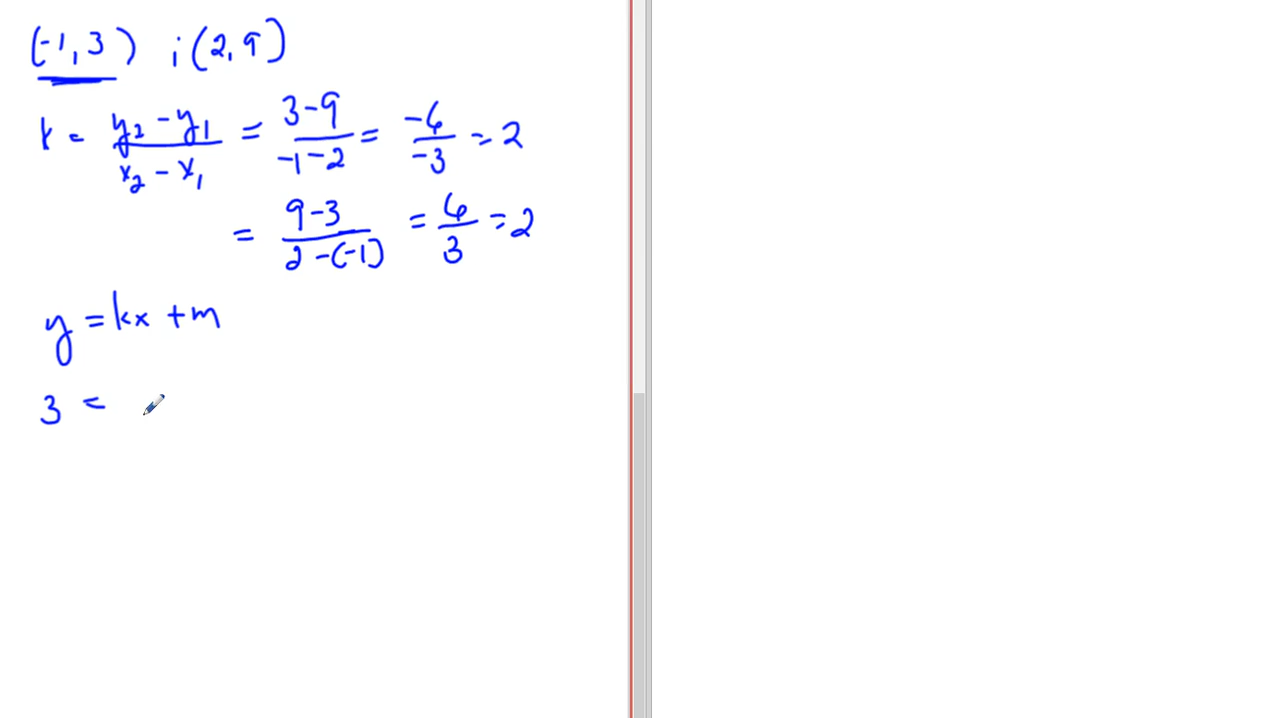 (-1, 3) i (2, 9)
k = (y₂ - y₁)/(x₂ - x₁) = (3-9)/(-1-2) = (-6)/(-3) = 2
= (9-3)/(2-(-1)) = 6/3 = 2
y = kx + m
3 =